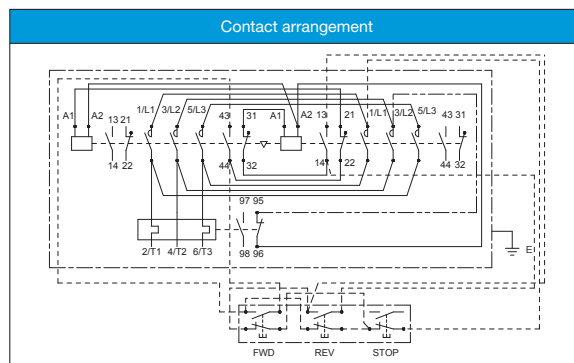 Contact arrangement
A1 A2 13 21 1/L1 3/L2 5/L3 43 31 A1 A2 13 21 1/L1 3/L2 5/L3 43 31
14 22 44 32 14 22 44 32
97 95
98 96
2/T1 4/T2 6/T3
E
FWD REV STOP